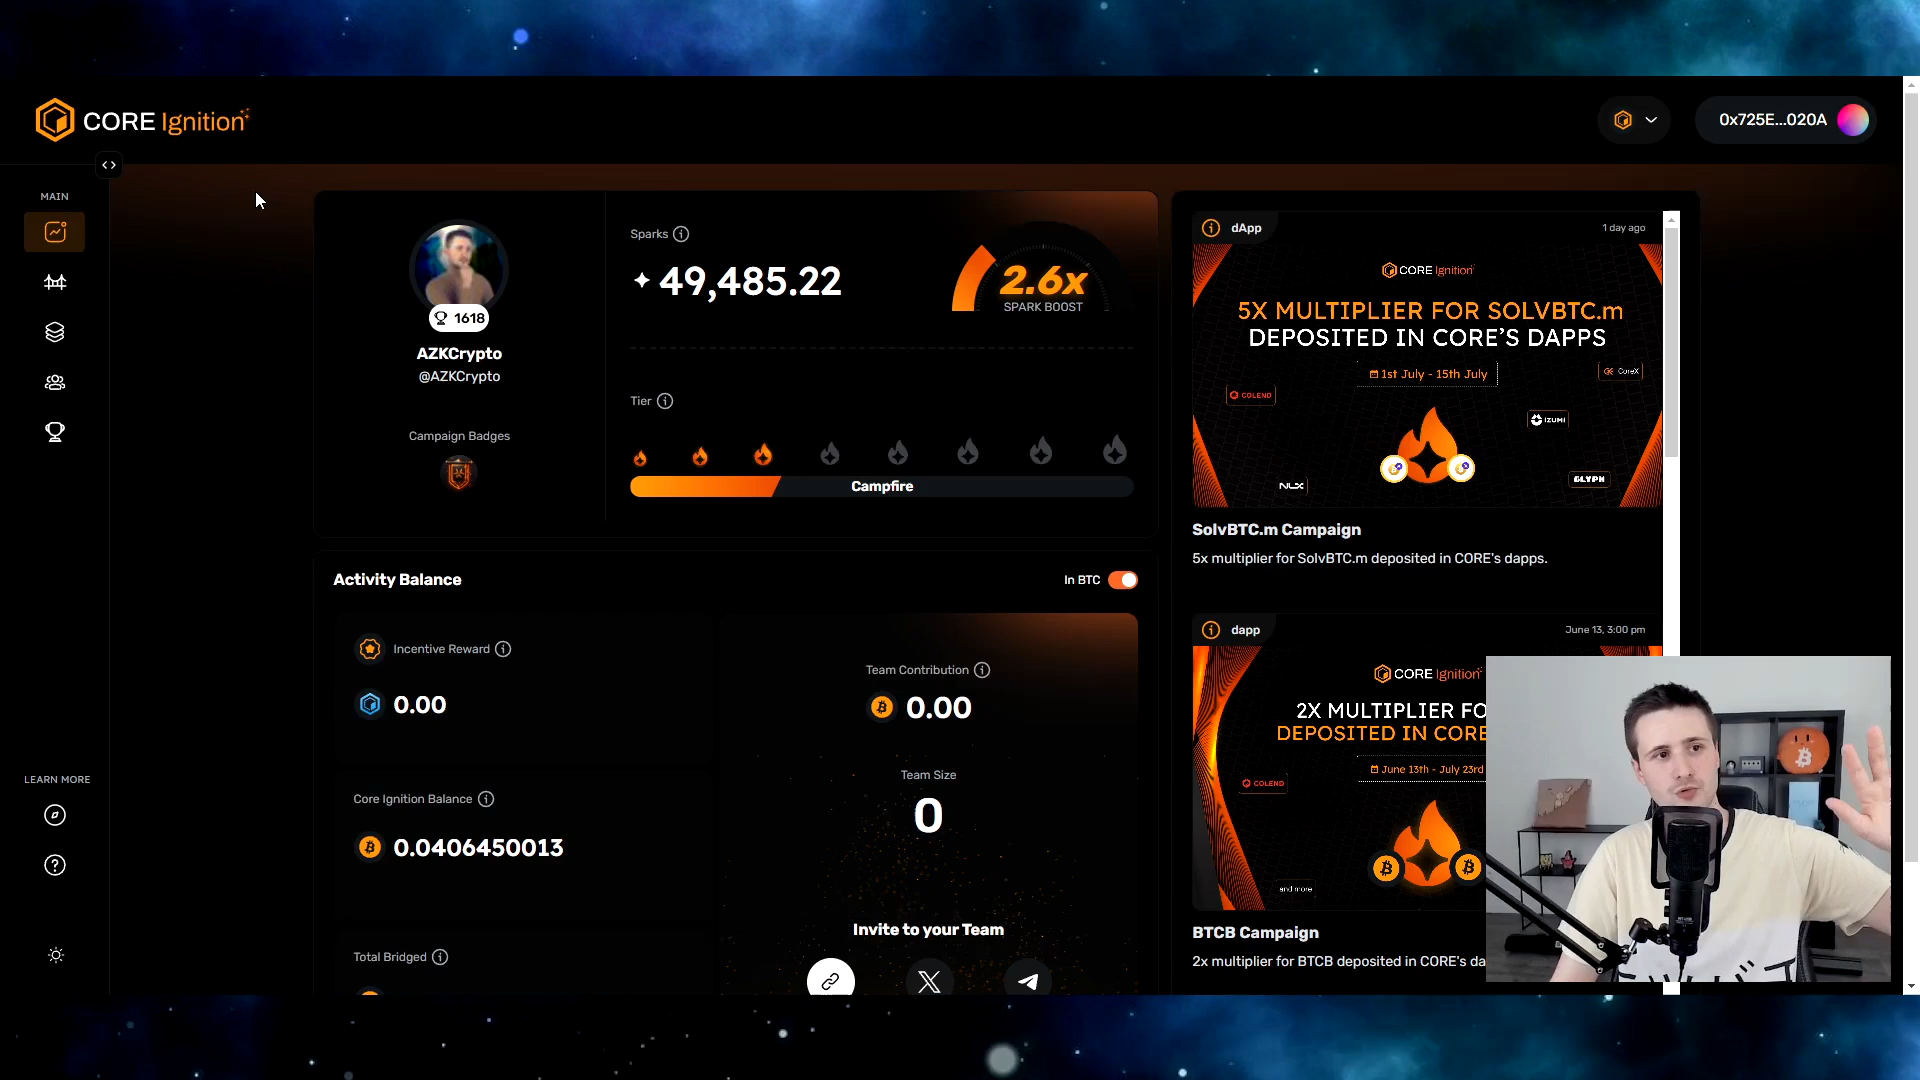 CORE Ignition
0x725E...020A
MAIN
LEARN MORE
1618
AZKCrypto
@AZKCrypto
Campaign Badges
Sparks
49,485.22
2.6x
SPARK BOOST
Tier
Campfire
Activity Balance
In BTC
Incentive Reward
0.00
Core Ignition Balance
0.0406450013
Total Bridged
Team Contribution
0.00
Team Size
0
Invite to your Team
dApp
1 day ago
CORE Ignition
5X MULTIPLIER FOR SOLVBTC.m
DEPOSITED IN CORE'S DAPPS
1st July - 15th July
CoreX
COLEND
IZUMI
NLX
GLYPH
SolvBTC.m Campaign
5x multiplier for SolvBTC.m deposited in CORE's dapps.
dapp
June 13, 3:00 pm
CORE Ignition
2X MULTIPLIER FO
DEPOSITED IN CORE
June 13th - July 23rd
COLEND
and more
BTCB Campaign
2x multiplier for BTCB deposited in CORE's da